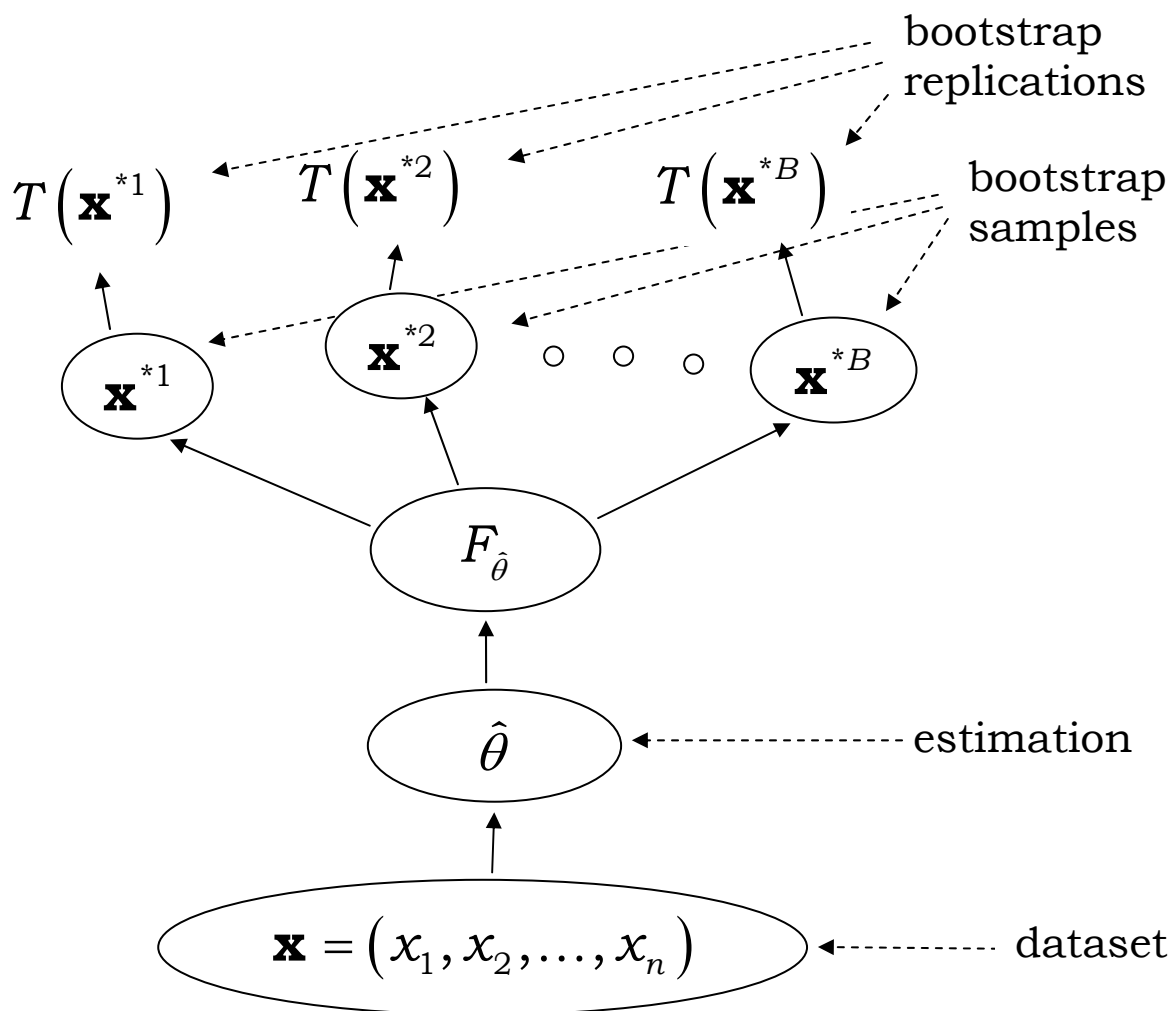 bootstrap
replications
T(𝐱*¹) T(𝐱*²) T(𝐱*ᴮ)
bootstrap
samples
𝐱*¹ 𝐱*² 𝐱*ᴮ
F_θ̂
θ̂
estimation
𝐱 = (x₁, x₂, ..., xₙ)
dataset